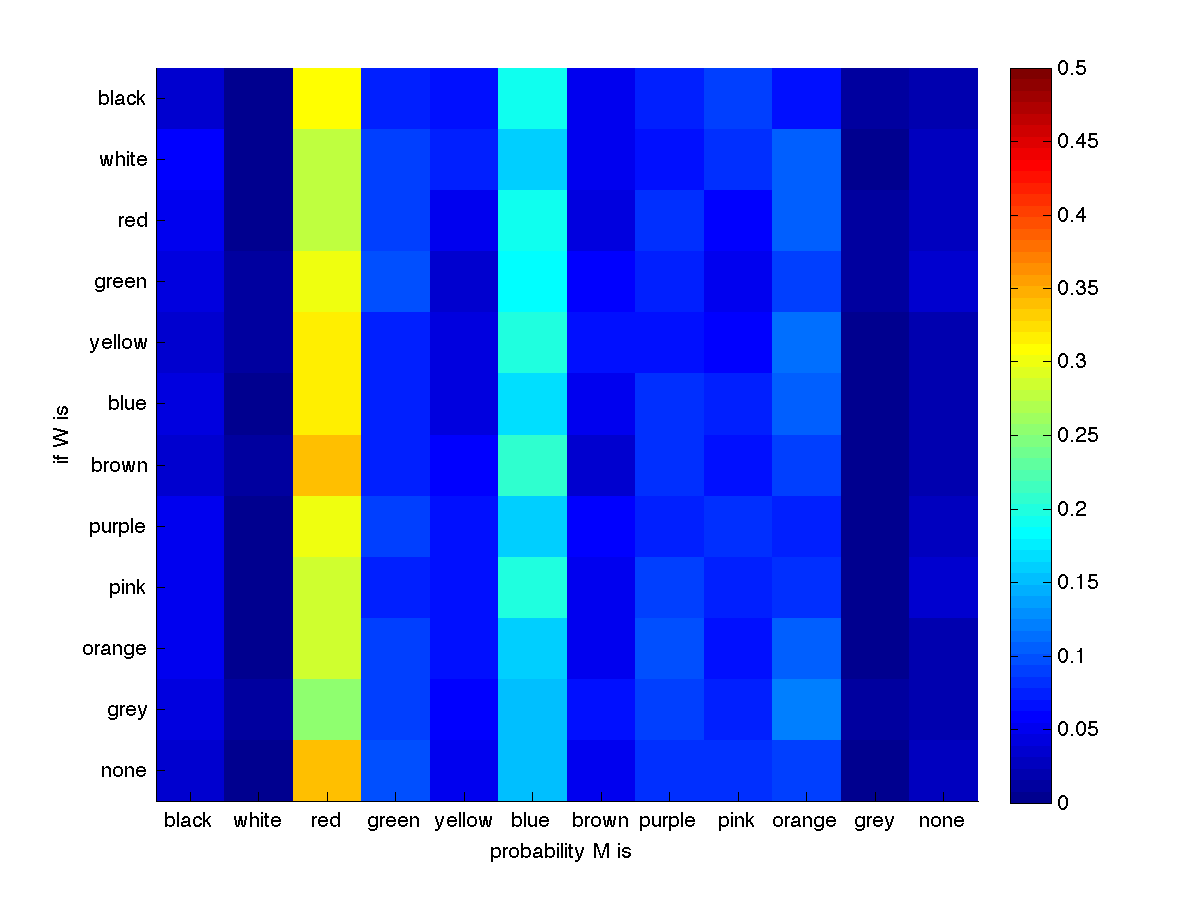 if W is
black
white
red
green
yellow
blue
brown
purple
pink
orange
grey
none
black white red green yellow blue brown purple pink orange grey none
probability M is
0.5
0.45
0.4
0.35
0.3
0.25
0.2
0.15
0.1
0.05
0